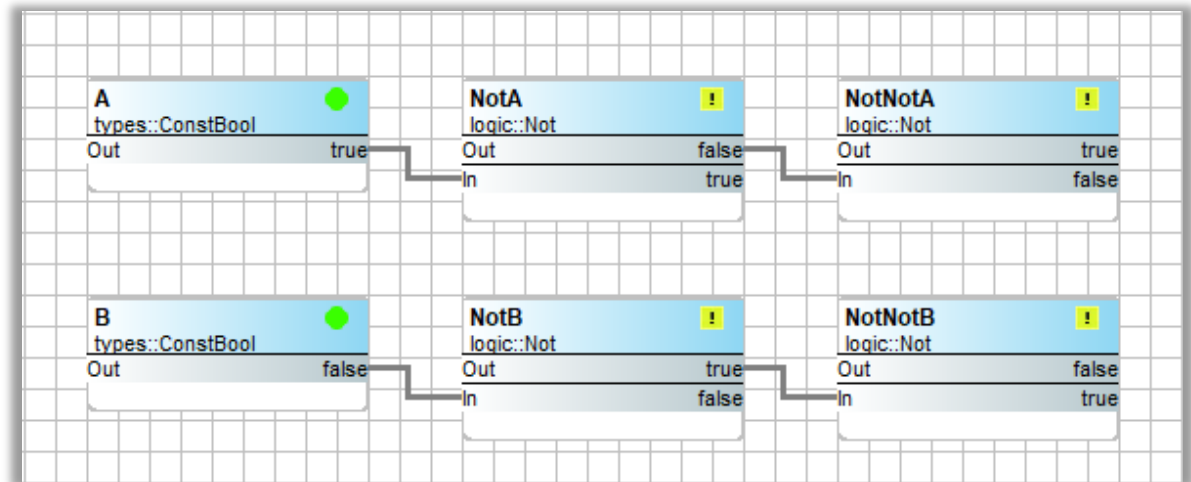 A
types::ConstBool
Out true
NotA
!
logic::Not
Out false
In true
NotNotA
!
logic::Not
Out true
In false
B
types::ConstBool
Out false
NotB
!
logic::Not
Out true
In false
NotNotB
!
logic::Not
Out false
In true